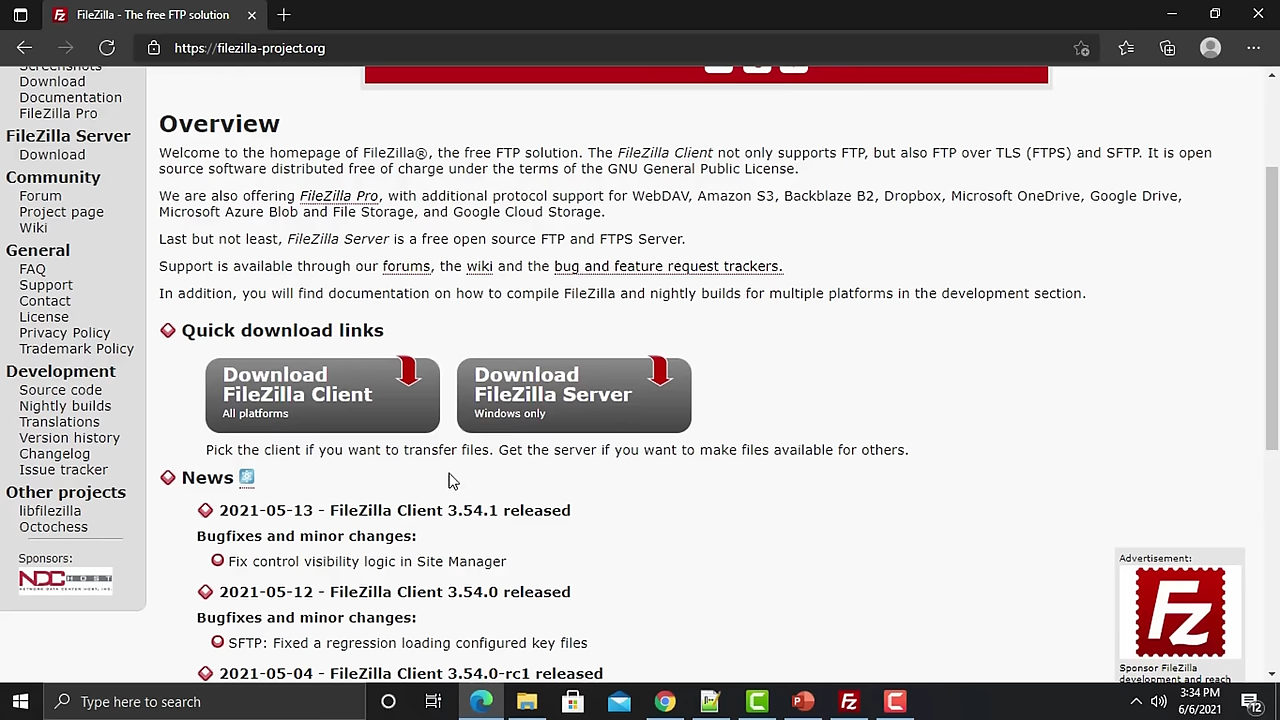 FileZilla - The free FTP solution
https://filezilla-project.org
Screenshots
Download
Documentation
FileZilla Pro
FileZilla Server
Download
Community
Forum
Project page
Wiki
General
FAQ
Support
Contact
License
Privacy Policy
Trademark Policy
Development
Source code
Nightly builds
Translations
Version history
Changelog
Issue tracker
Other projects
libfilezilla
Octochess
Sponsors:
NDC HOST
NETWORK DATA CENTER HOST, INC.
Overview
Welcome to the homepage of FileZilla®, the free FTP solution. The FileZilla Client not only supports FTP, but also FTP over TLS (FTPS) and SFTP. It is open
source software distributed free of charge under the terms of the GNU General Public License.
We are also offering FileZilla Pro, with additional protocol support for WebDAV, Amazon S3, Backblaze B2, Dropbox, Microsoft OneDrive, Google Drive,
Microsoft Azure Blob and File Storage, and Google Cloud Storage.
Last but not least, FileZilla Server is a free open source FTP and FTPS Server.
Support is available through our forums, the wiki and the bug and feature request trackers.
In addition, you will find documentation on how to compile FileZilla and nightly builds for multiple platforms in the development section.
Quick download links
Download
FileZilla Client
All platforms
Download
FileZilla Server
Windows only
Pick the client if you want to transfer files. Get the server if you want to make files available for others.
News
2021-05-13 - FileZilla Client 3.54.1 released
Bugfixes and minor changes:
Fix control visibility logic in Site Manager
2021-05-12 - FileZilla Client 3.54.0 released
Bugfixes and minor changes:
SFTP: Fixed a regression loading configured key files
2021-05-04 - FileZilla Client 3.54.0-rc1 released
Advertisement:
Fz
Sponsor FileZilla
development and reach
Type here to search
3:34 PM
6/6/2021
12